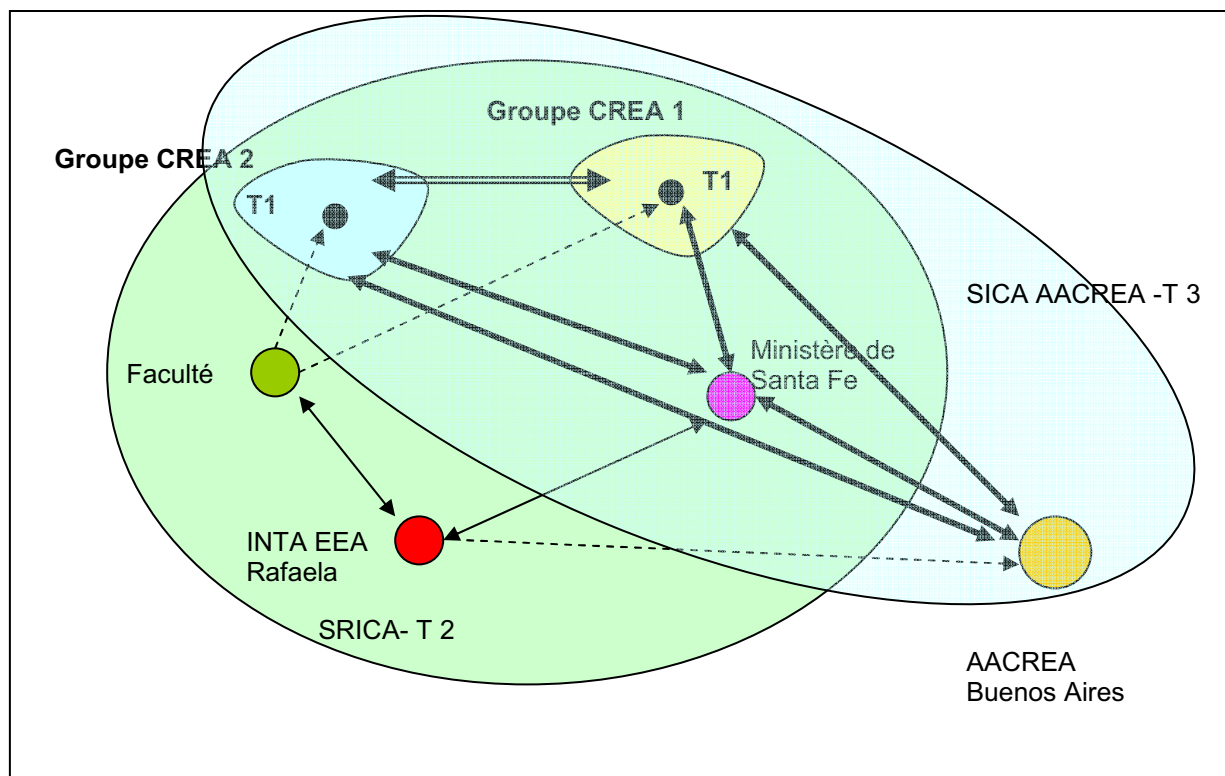 Groupe CREA 1
Groupe CREA 2
T1
T1
SICA AACREA -T 3
Ministère de
Santa Fe
Faculté
INTA EEA
Rafaela
SRICA- T 2
AACREA
Buenos Aires